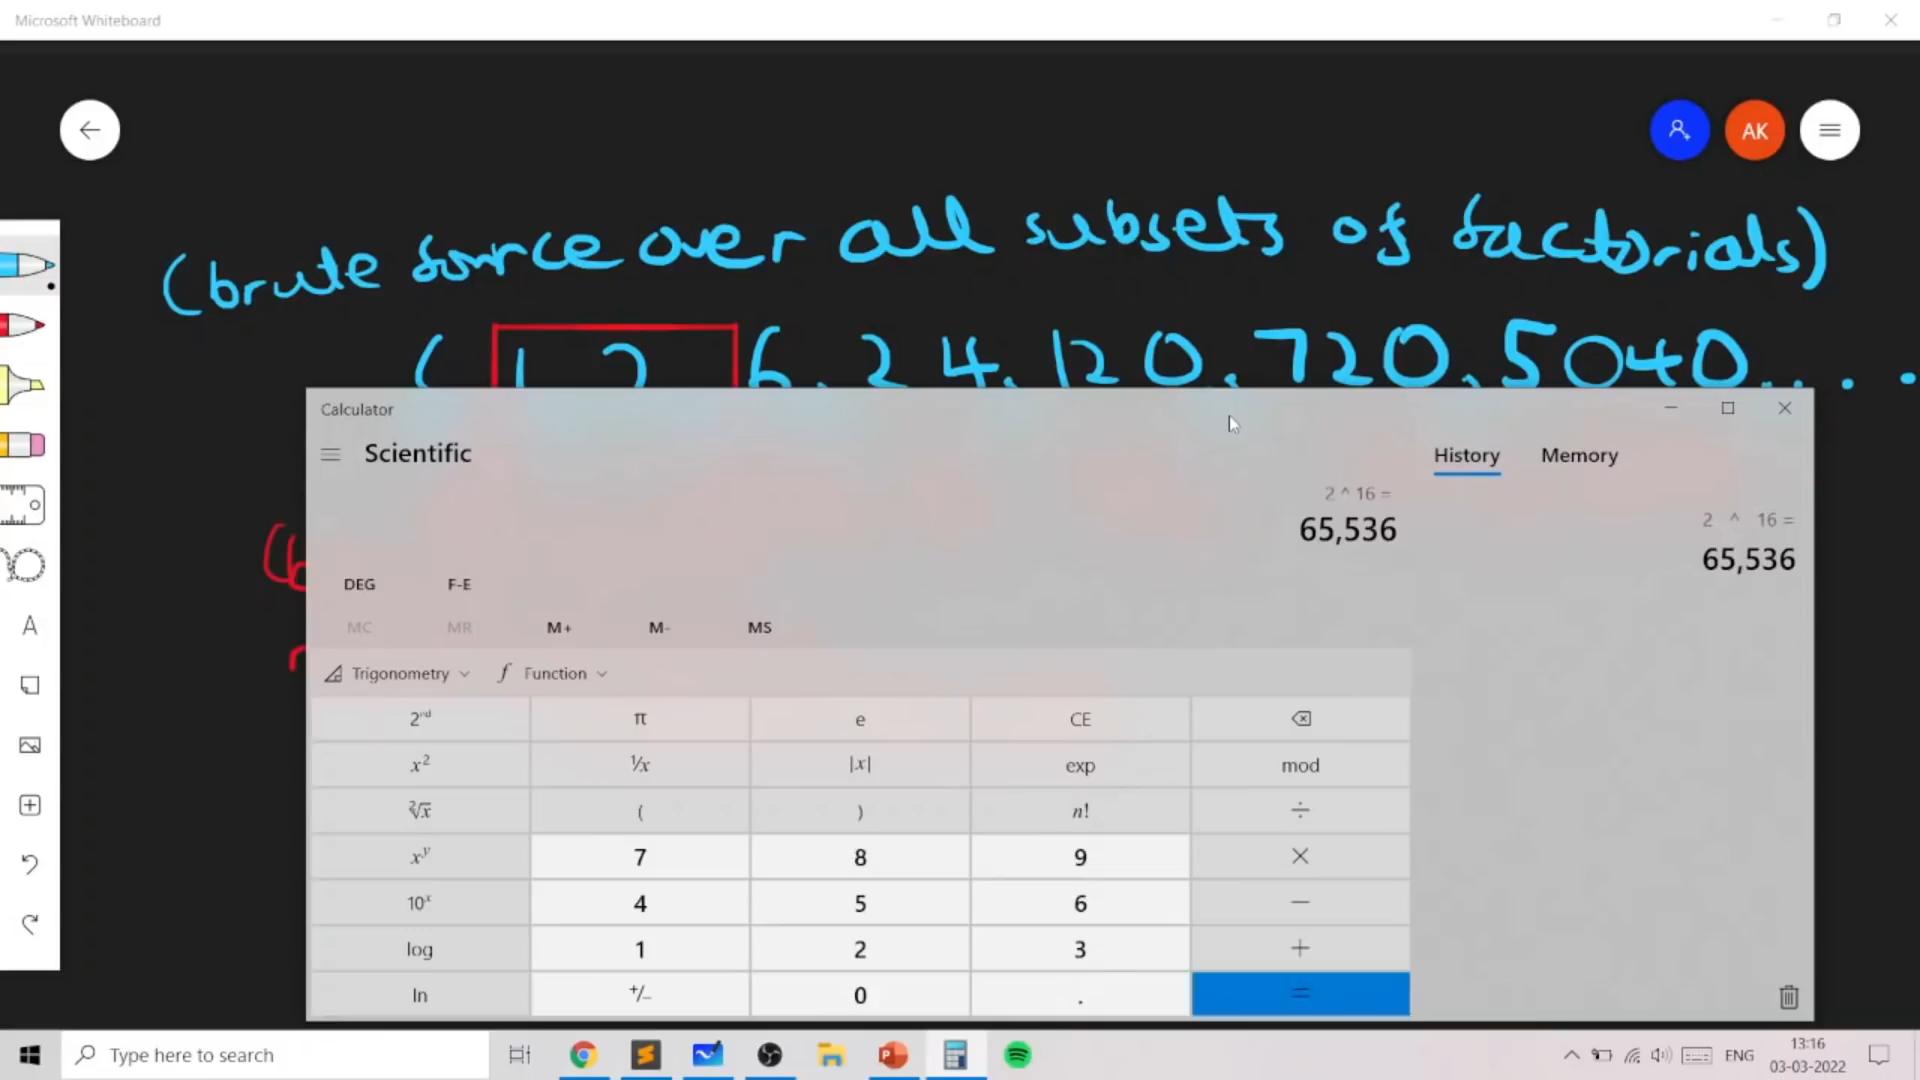 Microsoft Whiteboard
AK
(brute force over all subsets of factorials)
( 1 2 6, 24, 120, 720, 5040, ....
Calculator
Scientific
History Memory
2 ^ 16 =
65,536
2 ^ 16 =
65,536
DEG F-E
MC MR M+ M- MS
Trigonometry f Function
2ⁿᵈ π e CE
x² ¹/x |x| exp mod
²√x ( ) n! ÷
xʸ 7 8 9 ×
10ˣ 4 5 6 −
log 1 2 3 +
ln +/− 0 . =
A
Type here to search
ENG
13:16
03-03-2022